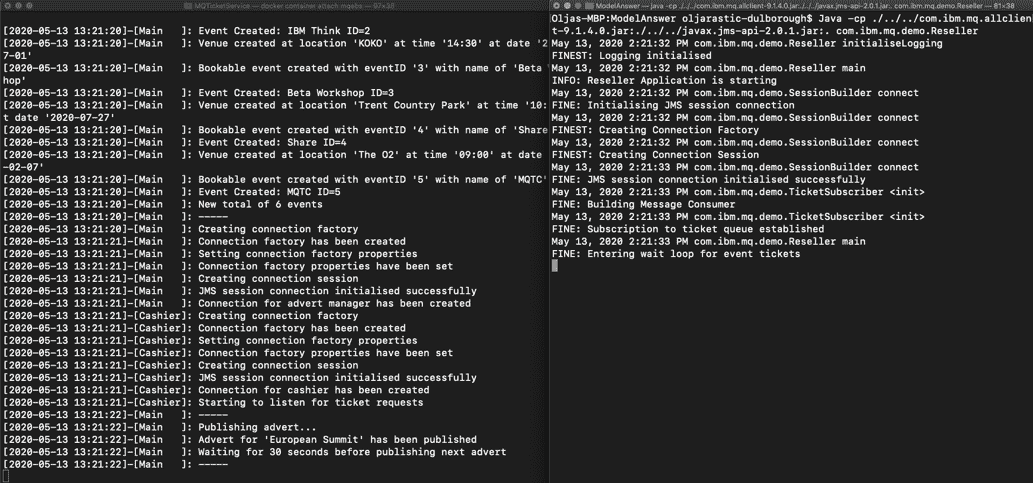 MQTicketService — docker container attach mqebs — 97×38
[2020-05-13 13:21:20]-[Main   ]: Event Created: IBM Think ID=2
[2020-05-13 13:21:20]-[Main   ]: Venue created at location 'KOKO' at time '14:30' at date '2
7-01
[2020-05-13 13:21:20]-[Main   ]: Bookable event created with eventID '3' with name of 'Beta
hop'
[2020-05-13 13:21:20]-[Main   ]: Event Created: Beta Workshop ID=3
[2020-05-13 13:21:20]-[Main   ]: Venue created at location 'Trent Country Park' at time '10:
t date '2020-07-27'
[2020-05-13 13:21:20]-[Main   ]: Bookable event created with eventID '4' with name of 'Share
[2020-05-13 13:21:20]-[Main   ]: Event Created: Share ID=4
[2020-05-13 13:21:20]-[Main   ]: Venue created at location 'The O2' at time '09:00' at date
-02-07'
[2020-05-13 13:21:20]-[Main   ]: Bookable event created with eventID '5' with name of 'MQTC'
[2020-05-13 13:21:20]-[Main   ]: Event Created: MQTC ID=5
[2020-05-13 13:21:20]-[Main   ]: New total of 6 events
[2020-05-13 13:21:20]-[Main   ]: -----
[2020-05-13 13:21:20]-[Main   ]: Creating connection factory
[2020-05-13 13:21:20]-[Main   ]: Connection factory has been created
[2020-05-13 13:21:20]-[Main   ]: Setting connection factory properties
[2020-05-13 13:21:20]-[Main   ]: Connection factory properties have been set
[2020-05-13 13:21:20]-[Main   ]: Creating connection session
[2020-05-13 13:21:21]-[Main   ]: JMS session connection initialised successfully
[2020-05-13 13:21:21]-[Main   ]: Connection for advert manager has been created
[2020-05-13 13:21:21]-[Cashier]: Creating connection factory
[2020-05-13 13:21:21]-[Cashier]: Connection factory has been created
[2020-05-13 13:21:21]-[Cashier]: Setting connection factory properties
[2020-05-13 13:21:21]-[Cashier]: Connection factory properties have been set
[2020-05-13 13:21:21]-[Cashier]: Creating connection session
[2020-05-13 13:21:21]-[Cashier]: JMS session connection initialised successfully
[2020-05-13 13:21:21]-[Cashier]: Connection for cashier has been created
[2020-05-13 13:21:21]-[Cashier]: Starting to listen for ticket requests
[2020-05-13 13:21:22]-[Main   ]: -----
[2020-05-13 13:21:22]-[Main   ]: Publishing advert...
[2020-05-13 13:21:22]-[Main   ]: Advert for 'European Summit' has been published
[2020-05-13 13:21:22]-[Main   ]: Waiting for 30 seconds before publishing next advert
[2020-05-13 13:21:22]-[Main   ]: -----
ModelAnswer — java -cp ./../../com.ibm.mq.allclient-9.1.4.0.jar:./../../javax.jms-api-2.0.1.jar:. com.ibm.mq.demo.Reseller — 81×38
Oljas-MBP:ModelAnswer oljarastic-dulborough$ Java -cp ./../../com.ibm.mq.allclien
t-9.1.4.0.jar:./../../javax.jms-api-2.0.1.jar:. com.ibm.mq.demo.Reseller
May 13, 2020 2:21:32 PM com.ibm.mq.demo.Reseller initialiseLogging
FINEST: Logging initialised
May 13, 2020 2:21:32 PM com.ibm.mq.demo.Reseller main
INFO: Reseller Application is starting
May 13, 2020 2:21:32 PM com.ibm.mq.demo.SessionBuilder connect
FINE: Initialising JMS session connection
May 13, 2020 2:21:32 PM com.ibm.mq.demo.SessionBuilder connect
FINEST: Creating Connection Factory
May 13, 2020 2:21:32 PM com.ibm.mq.demo.SessionBuilder connect
FINEST: Creating Connection Session
May 13, 2020 2:21:33 PM com.ibm.mq.demo.SessionBuilder connect
FINE: JMS session connection initialised successfully
May 13, 2020 2:21:33 PM com.ibm.mq.demo.TicketSubscriber <init>
FINE: Building Message Consumer
May 13, 2020 2:21:33 PM com.ibm.mq.demo.TicketSubscriber <init>
FINE: Subscription to ticket queue established
May 13, 2020 2:21:33 PM com.ibm.mq.demo.Reseller main
FINE: Entering wait loop for event tickets